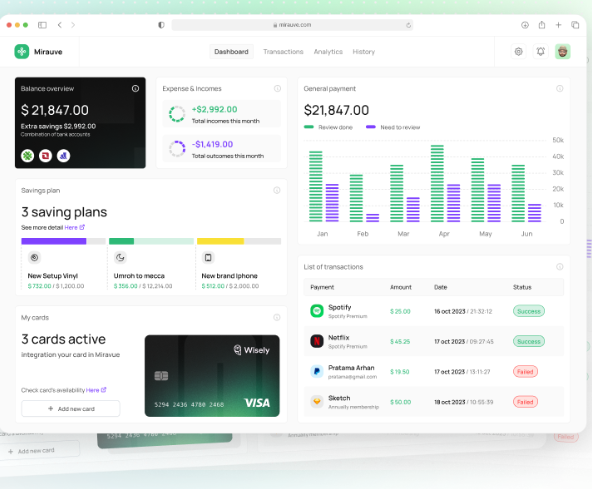 mirauve.com
Mirauve
Dashboard
Transactions
Analytics
History
Balance overview
$ 21,847.00
Extra savings $2,992.00
Combination of bank accounts
Expense & Incomes
+$2,992.00
Total incomes this month
-$1,419.00
Total outcomes this month
General payment
$21,847.00
Review done
Need to review
50k
40k
30k
20k
10k
0
Jan
Feb
Mar
Apr
May
Jun
Savings plan
3 saving plans
See more detail Here
New Setup Vinyl
$ 732.00 / $ 1,200.00
Umroh to mecca
$ 356.00 / $ 12,214.00
New brand Iphone
$ 512.00 / $ 2,000.00
My cards
3 cards active
integration your card in Miravue
Check card's availability Here
+ Add new card
Wisely
5294 2436 4780 2468
VISA
List of transactions
Payment
Amount
Date
Status
Spotify
Spotify Premium
$ 25.00
16 oct 2023 / 21:32:12
Success
Netflix
Spotify Premium
$ 45.25
17 oct 2023 / 09:27:45
Success
Pratama Arhan
pratama@gmail.com
$ 19.50
17 oct 2023 / 13:11:27
Failed
Sketch
Annually membership
$ 50.00
18 oct 2023 / 10:55:39
Failed
+ Add new card
5294 2436 4780 2468
VISA
Annually membership
Failed